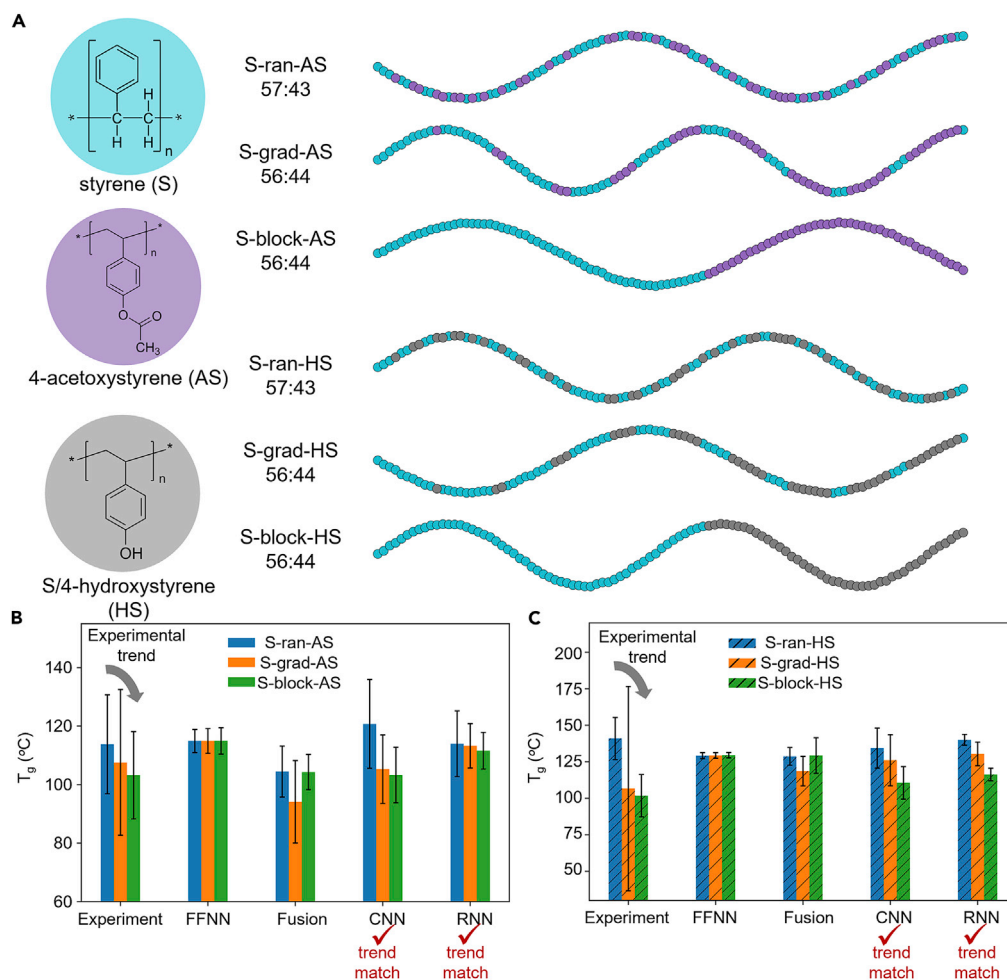 A
H
C
C
H
H
*
*
n
styrene (S)
*
*
n
O
O
CH3
4-acetoxystyrene (AS)
*
*
n
OH
S/4-hydroxystyrene
(HS)
S-ran-AS
57:43
S-grad-AS
56:44
S-block-AS
56:44
S-ran-HS
57:43
S-grad-HS
56:44
S-block-HS
56:44
B
Experimental
trend
S-ran-AS
S-grad-AS
S-block-AS
Tg (°C)
140
120
100
80
60
Experiment FFNN Fusion CNN RNN
trend trend
match match
C
Experimental
trend
S-ran-HS
S-grad-HS
S-block-HS
Tg (°C)
200
175
150
125
100
75
50
Experiment FFNN Fusion CNN RNN
trend trend
match match